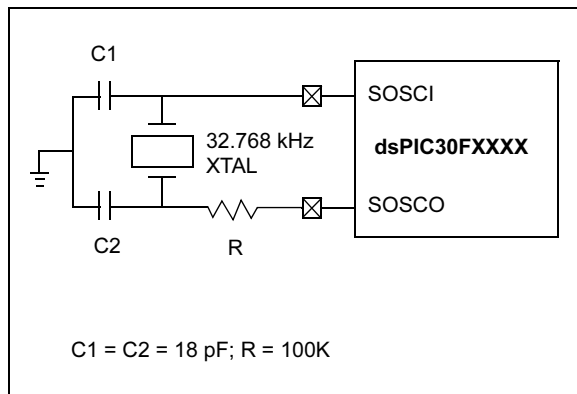 C1
SOSCI
32.768 kHz
XTAL
dsPIC30FXXXX
SOSCO
C2
R
C1 = C2 = 18 pF; R = 100K